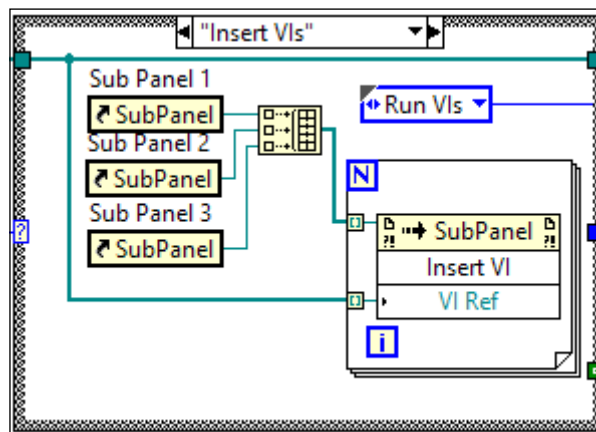 "Insert VIs"
Sub Panel 1
SubPanel
Run VIs
Sub Panel 2
SubPanel
Sub Panel 3
SubPanel
?
N
SubPanel
?!
?!
Insert VI
VI Ref
i